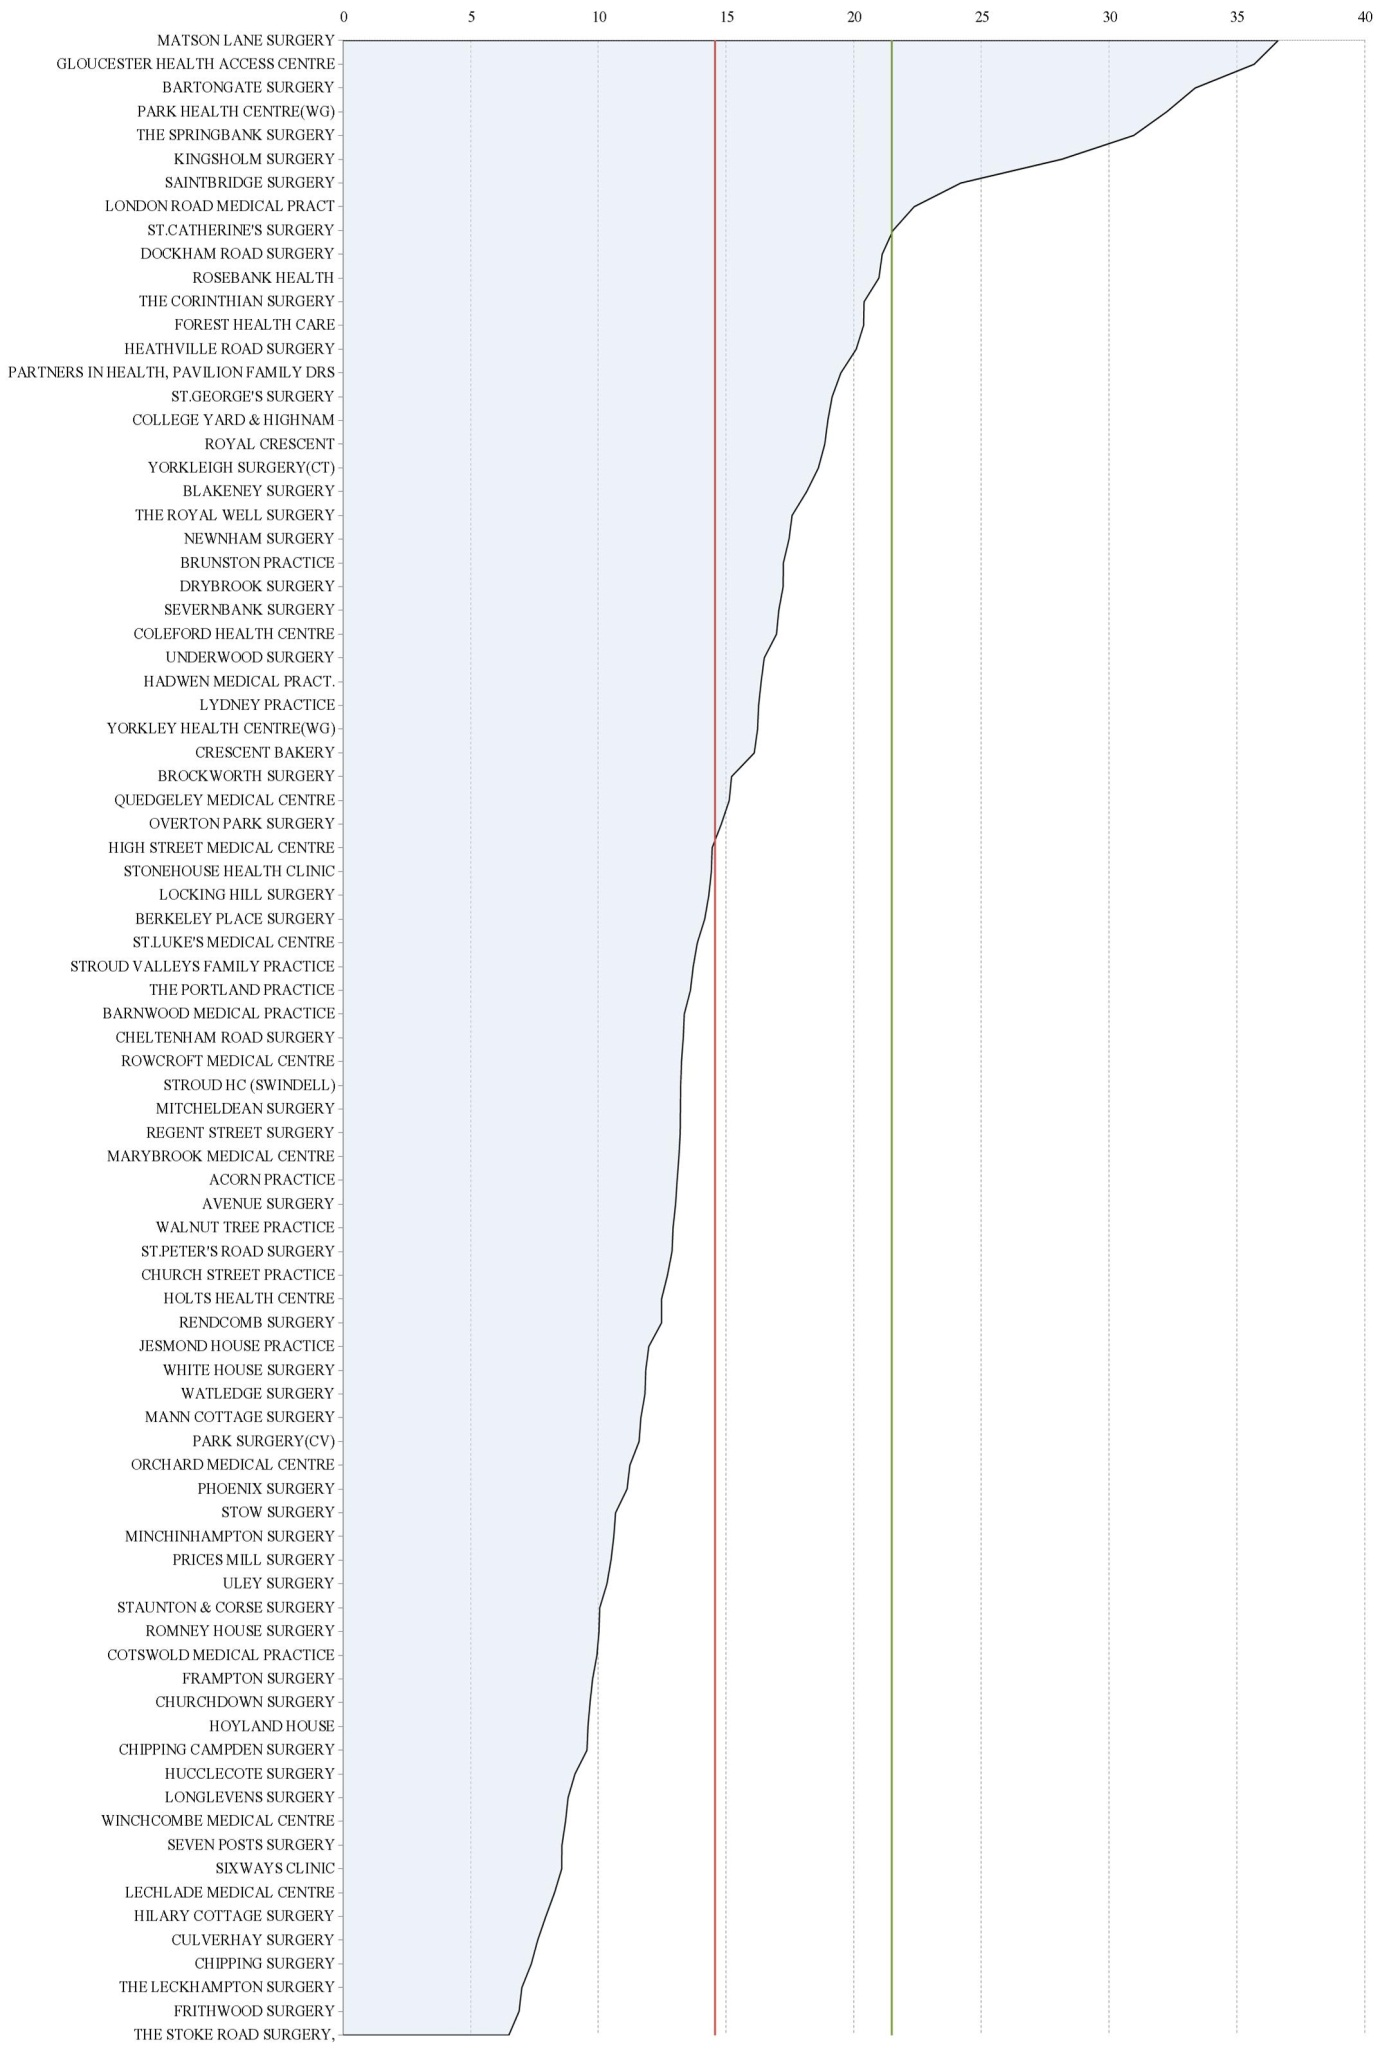 0 5 10 15 20 25 30 35 40
MATSON LANE SURGERY
GLOUCESTER HEALTH ACCESS CENTRE
BARTONGATE SURGERY
PARK HEALTH CENTRE(WG)
THE SPRINGBANK SURGERY
KINGSHOLM SURGERY
SAINTBRIDGE SURGERY
LONDON ROAD MEDICAL PRACT
ST.CATHERINE'S SURGERY
DOCKHAM ROAD SURGERY
ROSEBANK HEALTH
THE CORINTHIAN SURGERY
FOREST HEALTH CARE
HEATHVILLE ROAD SURGERY
PARTNERS IN HEALTH, PAVILION FAMILY DRS
ST.GEORGE'S SURGERY
COLLEGE YARD & HIGHNAM
ROYAL CRESCENT
YORKLEIGH SURGERY(CT)
BLAKENEY SURGERY
THE ROYAL WELL SURGERY
NEWNHAM SURGERY
BRUNSTON PRACTICE
DRYBROOK SURGERY
SEVERNBANK SURGERY
COLEFORD HEALTH CENTRE
UNDERWOOD SURGERY
HADWEN MEDICAL PRACT.
LYDNEY PRACTICE
YORKLEY HEALTH CENTRE(WG)
CRESCENT BAKERY
BROCKWORTH SURGERY
QUEDGELEY MEDICAL CENTRE
OVERTON PARK SURGERY
HIGH STREET MEDICAL CENTRE
STONEHOUSE HEALTH CLINIC
LOCKING HILL SURGERY
BERKELEY PLACE SURGERY
ST.LUKE'S MEDICAL CENTRE
STROUD VALLEYS FAMILY PRACTICE
THE PORTLAND PRACTICE
BARNWOOD MEDICAL PRACTICE
CHELTENHAM ROAD SURGERY
ROWCROFT MEDICAL CENTRE
STROUD HC (SWINDELL)
MITCHELDEAN SURGERY
REGENT STREET SURGERY
MARYBROOK MEDICAL CENTRE
ACORN PRACTICE
AVENUE SURGERY
WALNUT TREE PRACTICE
ST.PETER'S ROAD SURGERY
CHURCH STREET PRACTICE
HOLTS HEALTH CENTRE
RENDCOMB SURGERY
JESMOND HOUSE PRACTICE
WHITE HOUSE SURGERY
WATLEDGE SURGERY
MANN COTTAGE SURGERY
PARK SURGERY(CV)
ORCHARD MEDICAL CENTRE
PHOENIX SURGERY
STOW SURGERY
MINCHINHAMPTON SURGERY
PRICES MILL SURGERY
ULEY SURGERY
STAUNTON & CORSE SURGERY
ROMNEY HOUSE SURGERY
COTSWOLD MEDICAL PRACTICE
FRAMPTON SURGERY
CHURCHDOWN SURGERY
HOYLAND HOUSE
CHIPPING CAMPDEN SURGERY
HUCCLECOTE SURGERY
LONGLEVENS SURGERY
WINCHCOMBE MEDICAL CENTRE
SEVEN POSTS SURGERY
SIXWAYS CLINIC
LECHLADE MEDICAL CENTRE
HILARY COTTAGE SURGERY
CULVERHAY SURGERY
CHIPPING SURGERY
THE LECKHAMPTON SURGERY
FRITHWOOD SURGERY
THE STOKE ROAD SURGERY,